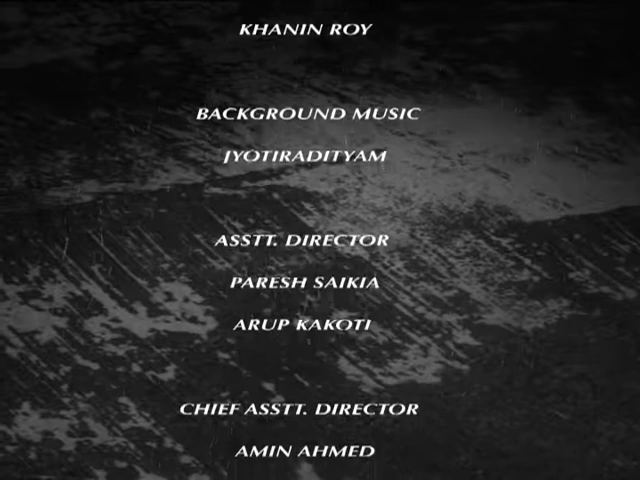 KHANIN ROY
BACKGROUND MUSIC
JYOTIRADITYAM
ASSTT. DIRECTOR
PARESH SAIKIA
ARUP KAKOTI
CHIEF ASSTT. DIRECTOR
AMIN AHMED